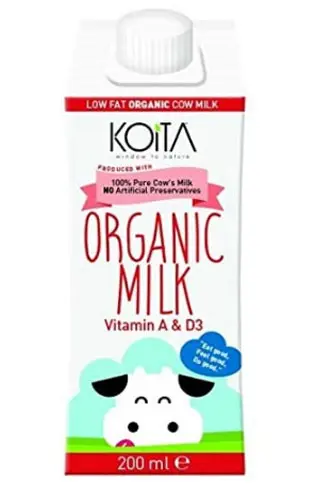 LOW FAT ORGANIC COW MILK
KOiTA
window to nature
PRODUCED WITH
100% Pure Cow's Milk
NO Artificial Preservatives
ORGANIC
MILK
Vitamin A & D3
"Eat good,
Feel good,
Do good."
200 ml ℮